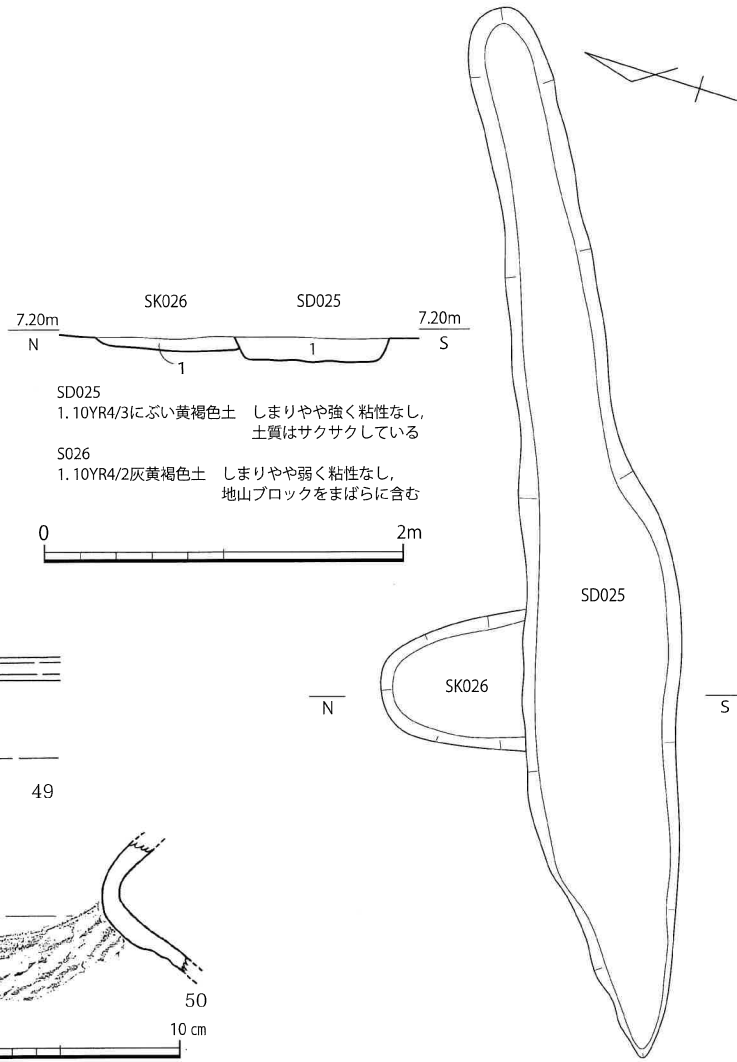 SK026 SD025
7.20m 7.20m
N S
1
1
SD025
1. 10YR4/3にぶい黄褐色土　しまりやや強く粘性なし,
土質はサクサクしている
S026
1. 10YR4/2灰黄褐色土　しまりやや弱く粘性なし,
地山ブロックをまばらに含む
0 2m
SD025
SK026
N S
49
50
10 cm